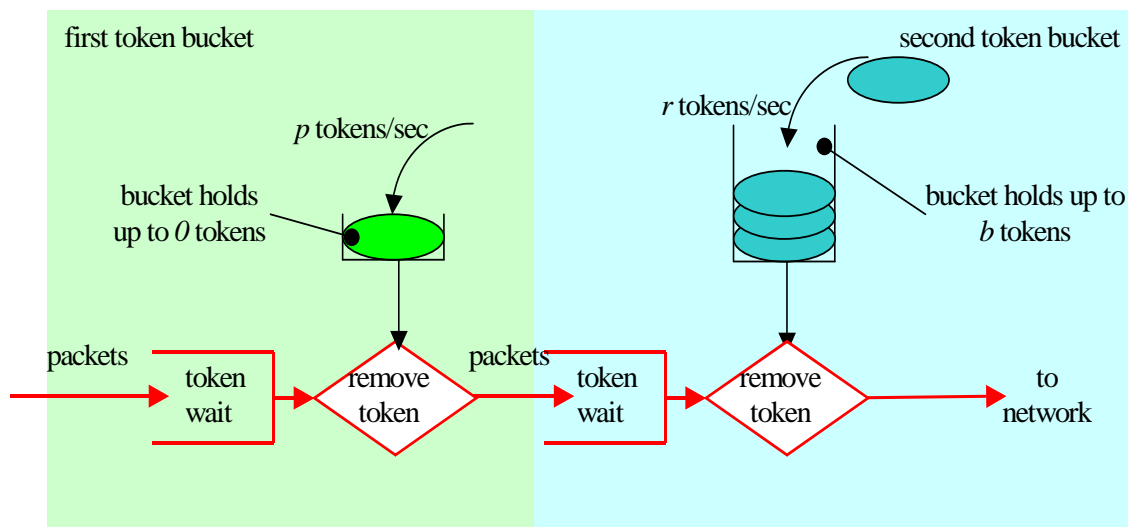 first token bucket
second token bucket
p tokens/sec
r tokens/sec
bucket holds
up to 0 tokens
bucket holds up to
b tokens
packets
token
wait
remove
token
packets
token
wait
remove
token
to
network